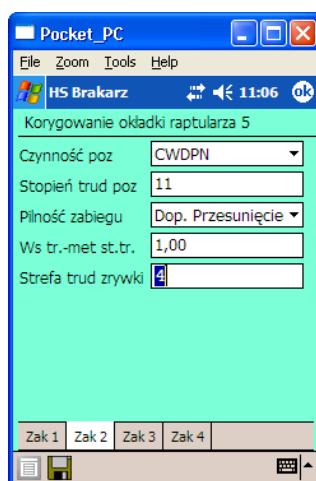 Pocket_PC
File Zoom Tools Help
HS Brakarz 11:06 ok
Korygowanie okładki raptularza 5
Czynność poz CWDPN
Stopień trud poz 11
Pilność zabiegu Dop. Przesunięcie
Ws tr.-met st.tr. 1,00
Strefa trud zrywki 4
Zak 1 Zak 2 Zak 3 Zak 4